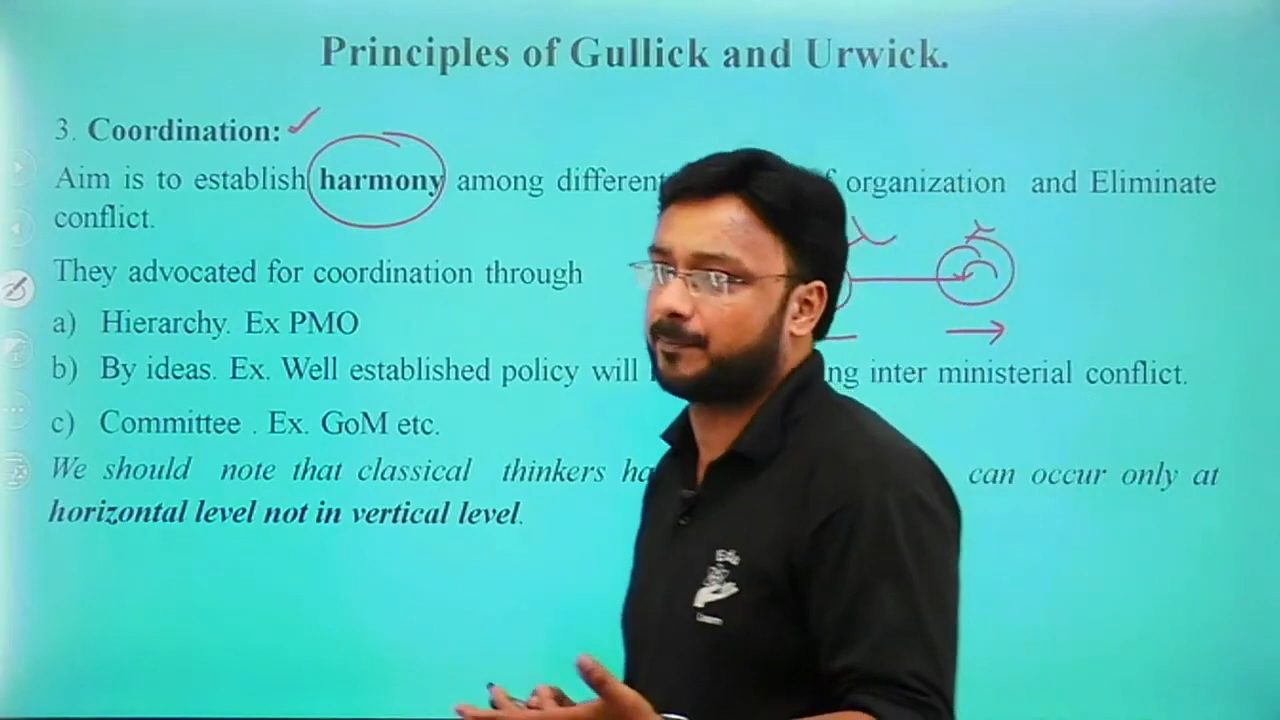 Principles of Gullick and Urwick.
3. Coordination:
Aim is to establish harmony among different organization and Eliminate
conflict.
They advocated for coordination through
a) Hierarchy. Ex PMO
b) By ideas. Ex. Well established policy will inter ministerial conflict.
c) Committee . Ex. GoM etc.
We should note that classical thinkers can occur only at
horizontal level not in vertical level.